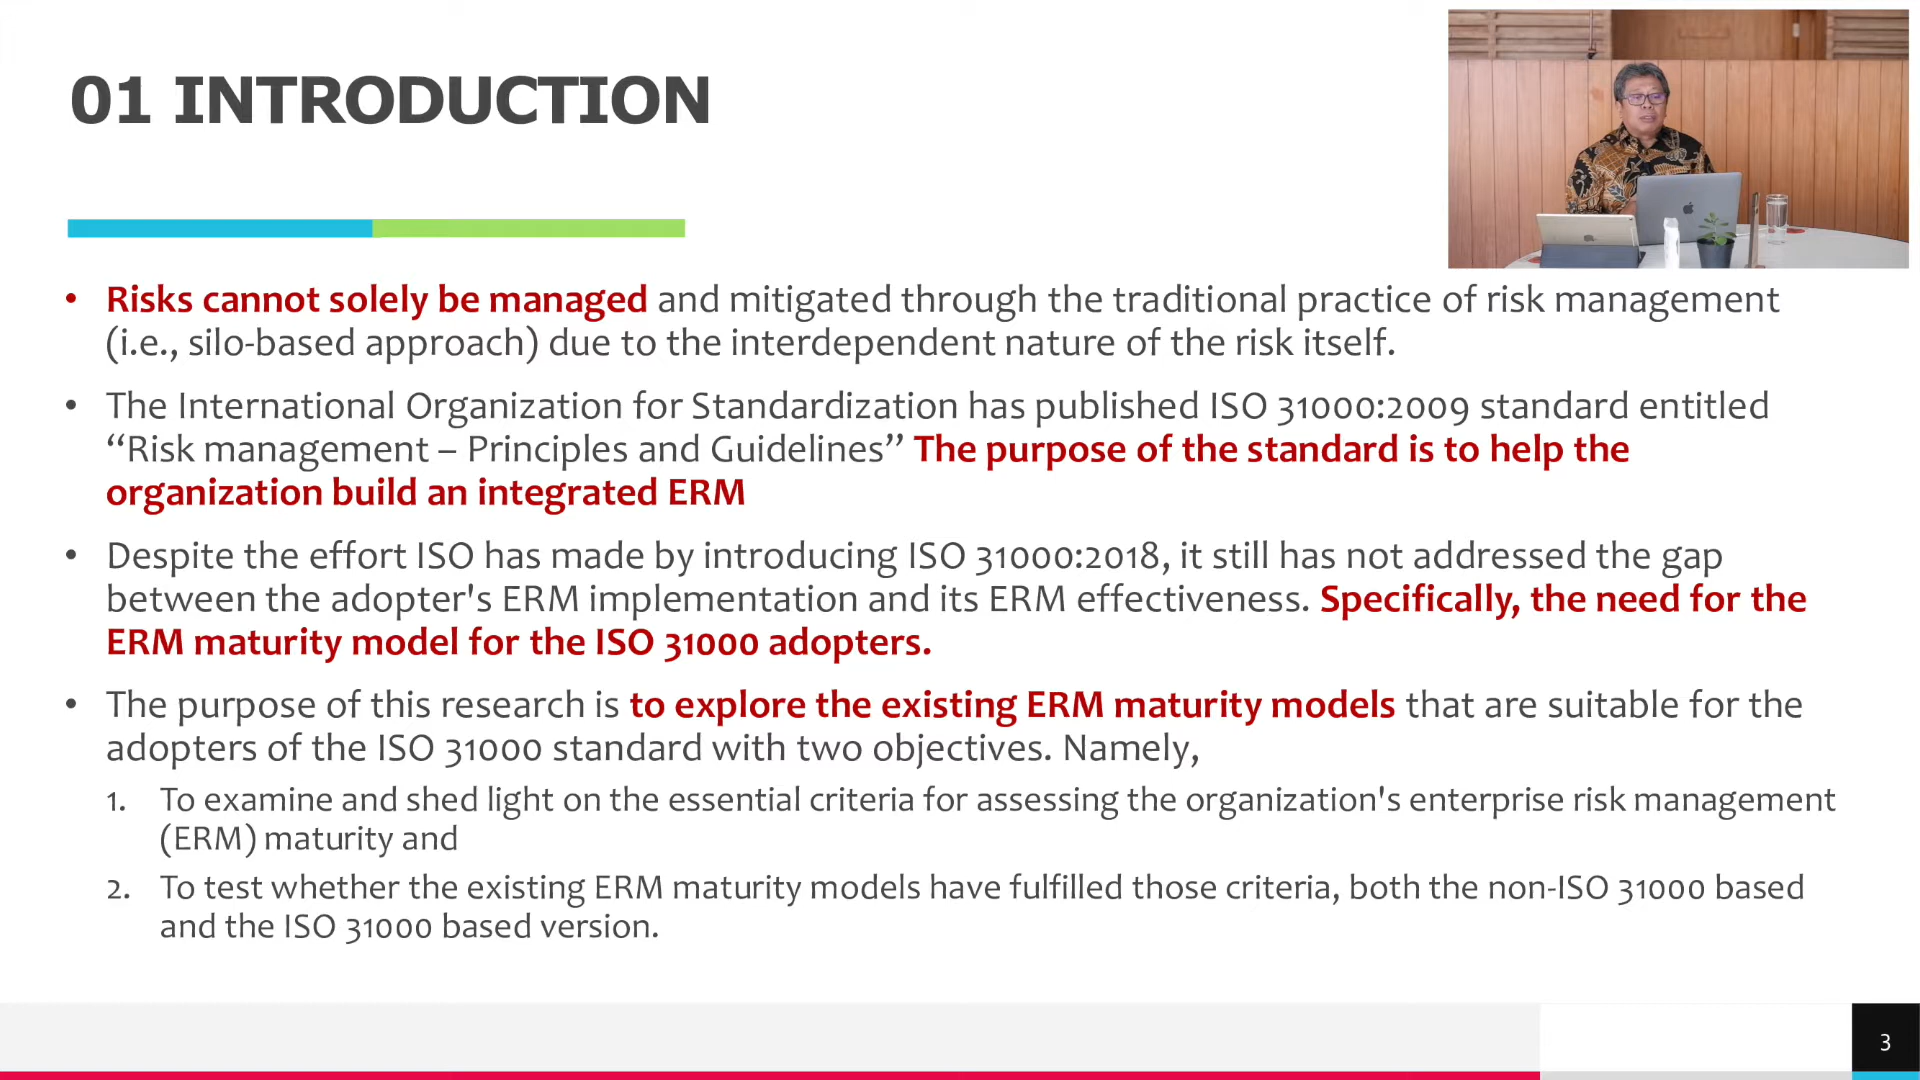 01 INTRODUCTION
• Risks cannot solely be managed and mitigated through the traditional practice of risk management
(i.e., silo-based approach) due to the interdependent nature of the risk itself.
• The International Organization for Standardization has published ISO 31000:2009 standard entitled
“Risk management – Principles and Guidelines” The purpose of the standard is to help the
organization build an integrated ERM
• Despite the effort ISO has made by introducing ISO 31000:2018, it still has not addressed the gap
between the adopter's ERM implementation and its ERM effectiveness. Specifically, the need for the
ERM maturity model for the ISO 31000 adopters.
• The purpose of this research is to explore the existing ERM maturity models that are suitable for the
adopters of the ISO 31000 standard with two objectives. Namely,
1. To examine and shed light on the essential criteria for assessing the organization's enterprise risk management
(ERM) maturity and
2. To test whether the existing ERM maturity models have fulfilled those criteria, both the non-ISO 31000 based
and the ISO 31000 based version.
3